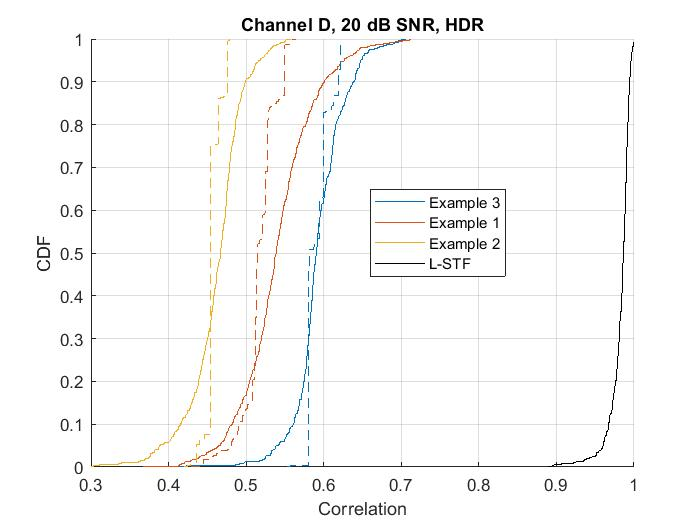 Channel D, 20 dB SNR, HDR
1
0.9
0.8
0.7
0.6
0.5
0.4
0.3
0.2
0.1
0
CDF
Example 3
Example 1
Example 2
L-STF
0.3 0.4 0.5 0.6 0.7 0.8 0.9 1
Correlation